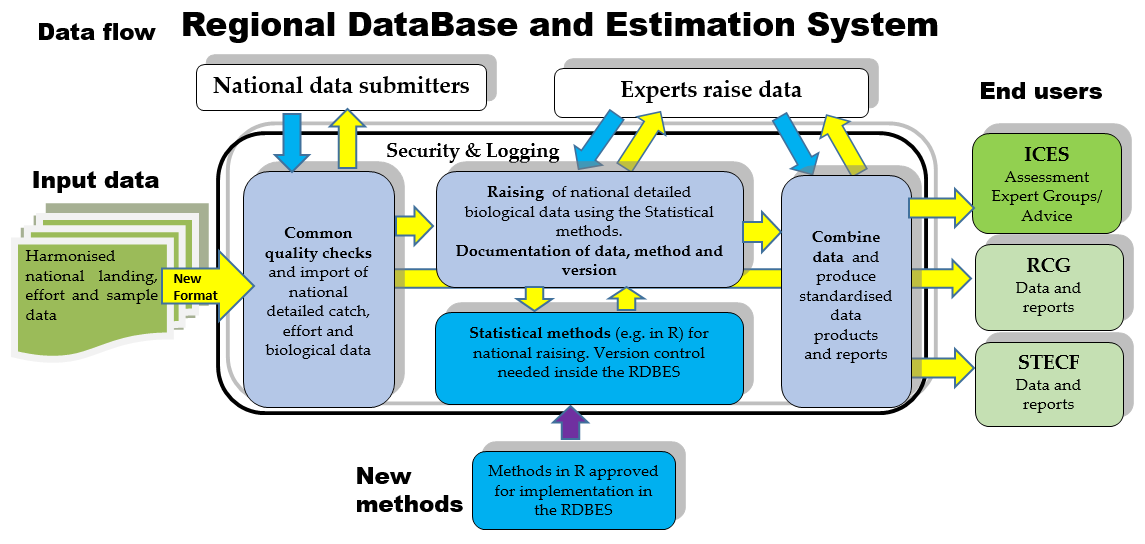 Data flow
Regional DataBase and Estimation System
National data submitters
Experts raise data
End users
Security & Logging
Input data
Harmonised
national landing,
effort and sample
data
New
Format
Common
quality checks
and import of
national
detailed catch,
effort and
biological data
Raising of national detailed
biological data using the Statistical
methods.
Documentation of data, method and
version
Statistical methods (e.g. in R) for
national raising. Version control
needed inside the RDBES
Combine
data and
produce
standardised
data
products
and reports
ICES
Assessment
Expert Groups/
Advice
RCG
Data and
reports
STECF
Data and
reports
New
methods
Methods in R approved
for implementation in
the RDBES